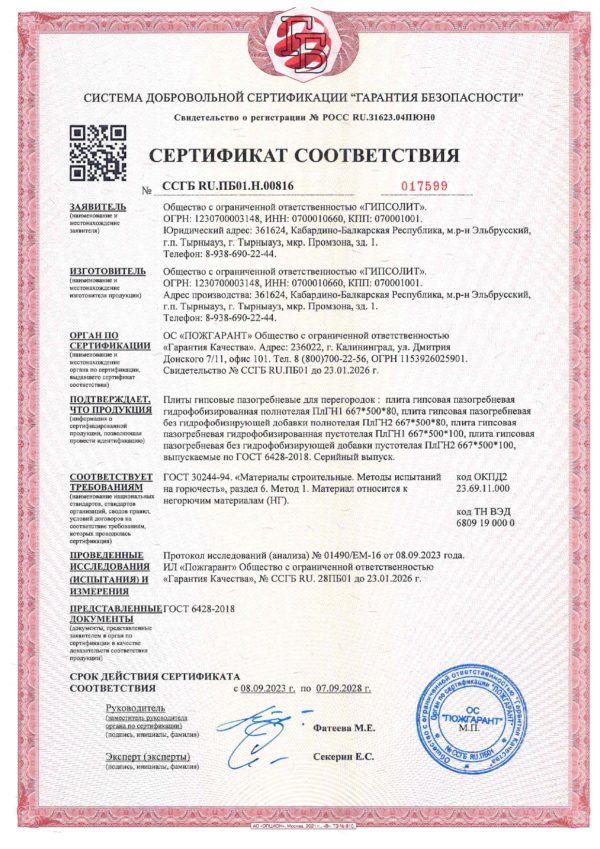 ГБ
СИСТЕМА ДОБРОВОЛЬНОЙ СЕРТИФИКАЦИИ “ГАРАНТИЯ БЕЗОПАСНОСТИ”
Свидетельство о регистрации № РОСС RU.31623.04ПЮН0
СЕРТИФИКАТ СООТВЕТСТВИЯ
№ ССГБ RU.ПБ01.Н.00816 017599
ЗАЯВИТЕЛЬ
(наименование и
местонахождение
заявителя)
Общество с ограниченной ответственностью «ГИПСОЛИТ».
ОГРН: 1230700003148, ИНН: 0700010660, КПП: 070001001.
Юридический адрес: 361624, Кабардино-Балкарская Республика, м.р-н Эльбрусский,
г.п. Тырныауз, г. Тырныауз, мкр. Промзона, зд. 1.
Телефон: 8-938-690-22-44.
ИЗГОТОВИТЕЛЬ
(наименование и
местонахождение
изготовителя продукции)
Общество с ограниченной ответственностью «ГИПСОЛИТ».
ОГРН: 1230700003148, ИНН: 0700010660, КПП: 070001001.
Адрес производства: 361624, Кабардино-Балкарская Республика, м.р-н Эльбрусский,
г.п. Тырныауз, г. Тырныауз, мкр. Промзона, зд. 1.
Телефон: 8-938-690-22-44.
ОРГАН ПО
СЕРТИФИКАЦИИ
(наименование и
местонахождение
органа по сертификации,
выдавшего сертификат
соответствия)
ОС «ПОЖГАРАНТ» Общество с ограниченной ответственностью
«Гарантия Качества». Адрес: 236022, г. Калининград, ул. Дмитрия
Донского 7/11, офис 101. Тел. 8 (800)700-22-56, ОГРН 1153926025901.
Свидетельство № ССГБ RU.ПБ01 до 23.01.2026 г.
ПОДТВЕРЖДАЕТ,
ЧТО ПРОДУКЦИЯ
(информация о
сертифицированной
продукции, позволяющая
провести идентификацию)
Плиты гипсовые пазогребневые для перегородок : плита гипсовая пазогребневая
гидрофобизированная полнотелая ПлГН1 667*500*80, плита гипсовая пазогребневая
без гидрофобизирующей добавки полнотелая ПлГН2 667*500*80, плита гипсовая
пазогребневая гидрофобизированная пустотелая ПлГН1 667*500*100, плита гипсовая
пазогребневая без гидрофобизирующей добавки пустотелая ПлГН2 667*500*100,
выпускаемые по ГОСТ 6428-2018. Серийный выпуск.
СООТВЕТСТВУЕТ
ТРЕБОВАНИЯМ
(наименование национальных
стандартов, стандартов
организаций, сводов правил,
условий договоров на
соответствие требованиям,
которых проводилась
сертификация)
ГОСТ 30244-94. «Материалы строительные. Методы испытаний
на горючесть», раздел 6. Метод 1. Материал относится к
негорючим материалам (НГ).
код ОКПД2
23.69.11.000
код ТН ВЭД
6809 19 000 0
ПРОВЕДЕННЫЕ
ИССЛЕДОВАНИЯ
(ИСПЫТАНИЯ) И
ИЗМЕРЕНИЯ
Протокол исследований (анализа) № 01490/ЕМ-16 от 08.09.2023 года.
ИЛ «Пожгарант» Общество с ограниченной ответственностью
«Гарантия Качества», № ССГБ RU. 28ПБ01 до 23.01.2026 г.
ПРЕДСТАВЛЕННЫЕ
ДОКУМЕНТЫ
(документы, представленные
заявителем в орган по
сертификации в качестве
доказательств соответствия
продукции)
ГОСТ 6428-2018
СРОК ДЕЙСТВИЯ СЕРТИФИКАТА
СООТВЕТСТВИЯ
с 08.09.2023 г. по 07.09.2028 г.
Руководитель
(заместитель руководителя
органа по сертификации)
(подпись, инициалы, фамилия)
Фатеева М.Е.
Эксперт (эксперты)
(подпись, инициалы, фамилия)
Секерин Е.С.
Общество с ограниченной ответственностью "Гарантия Качества"
Орган по сертификации "ПОЖГАРАНТ"
ОС
"ПОЖГАРАНТ"
М.П.
№ ССГБ RU.ПБ01
АО «ОПЦИОН», Москва, 2021 г., «В». ТЗ № 910.